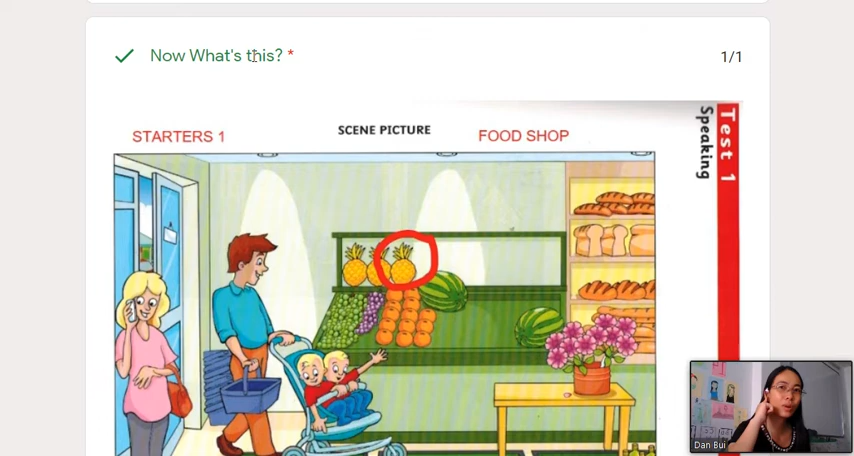 Now What's this? *
1/1
STARTERS 1
SCENE PICTURE
FOOD SHOP
Test 1
Speaking
Dan Bui